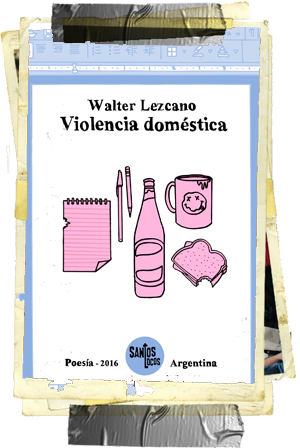 Walter Lezcano
Violencia doméstica
Poesía - 2016
SANTOS
LOCOS
Argentina